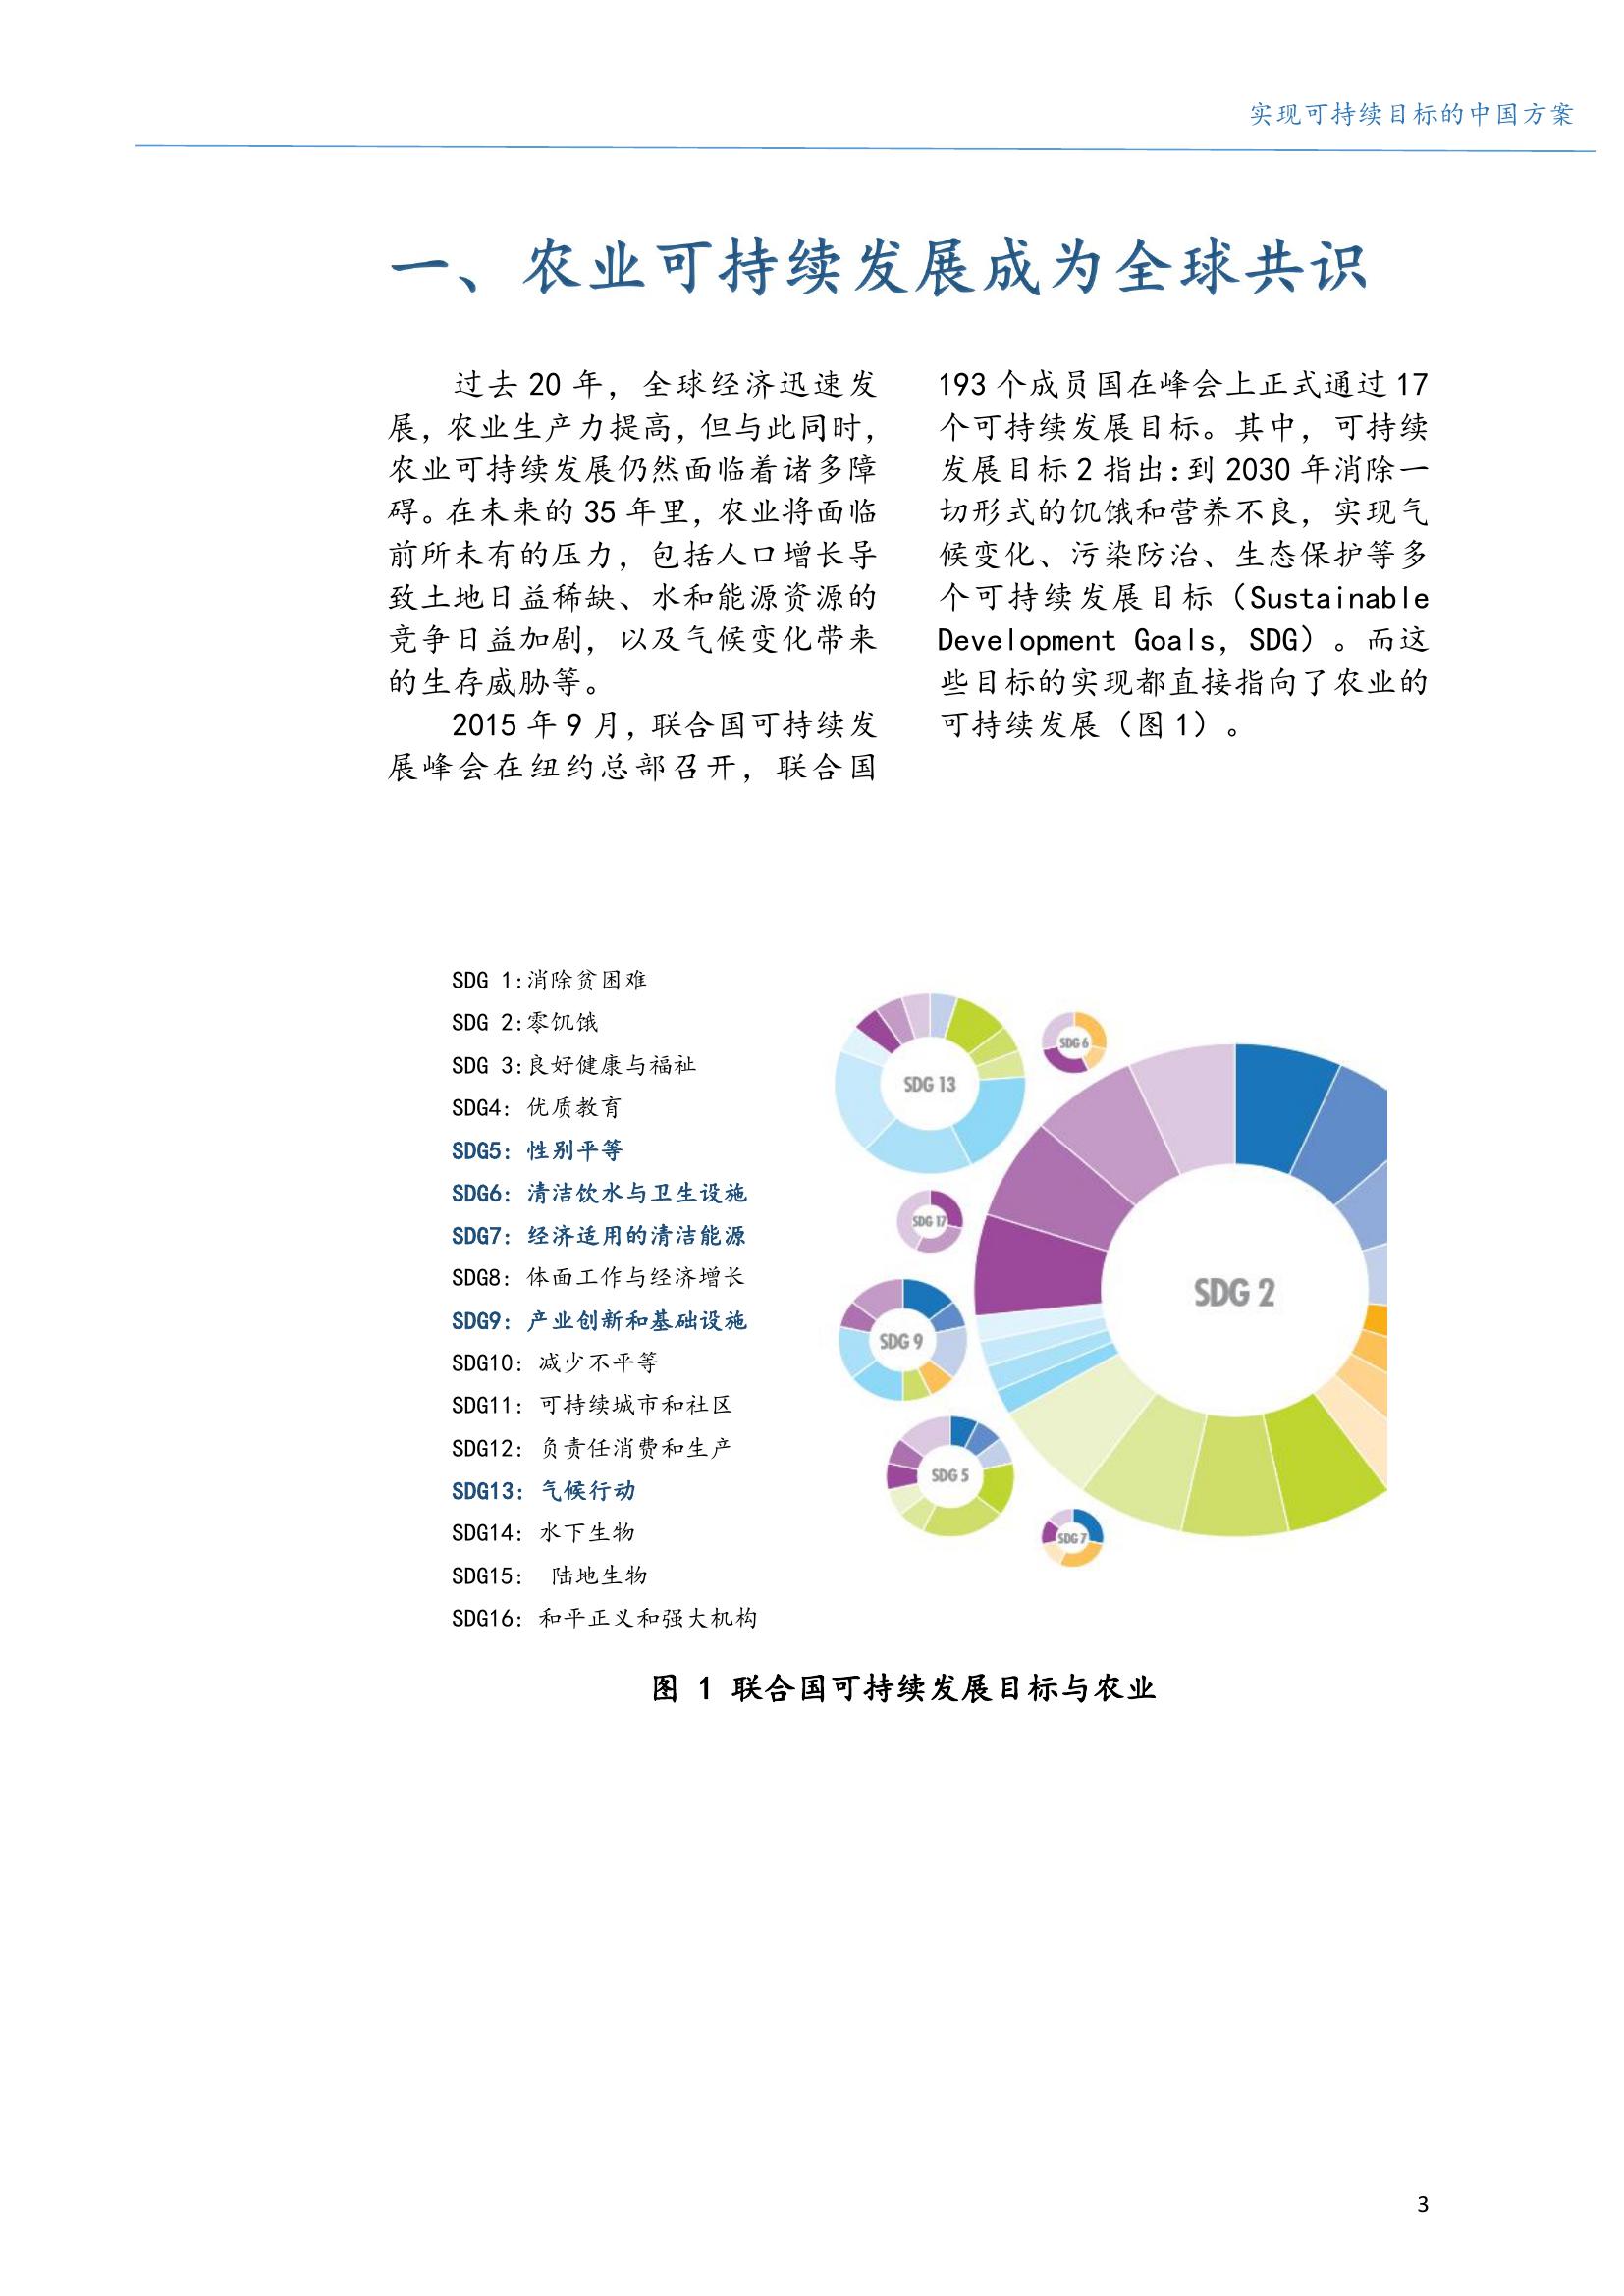 实现可持续目标的中国方案
一、农业可持续发展成为全球共识
过去 20 年，全球经济迅速发
展，农业生产力提高，但与此同时，
农业可持续发展仍然面临着诸多障
碍。在未来的 35 年里，农业将面临
前所未有的压力，包括人口增长导
致土地日益稀缺、水和能源资源的
竞争日益加剧，以及气候变化带来
的生存威胁等。
2015 年 9 月，联合国可持续发
展峰会在纽约总部召开，联合国
193 个成员国在峰会上正式通过 17
个可持续发展目标。其中，可持续
发展目标 2 指出：到 2030 年消除一
切形式的饥饿和营养不良，实现气
候变化、污染防治、生态保护等多
个可持续发展目标（Sustainable
Development Goals, SDG）。而这
些目标的实现都直接指向了农业的
可持续发展（图 1）。
SDG 1:消除贫困难
SDG 2:零饥饿
SDG 3:良好健康与福祉
SDG4: 优质教育
SDG5: 性别平等
SDG6: 清洁饮水与卫生设施
SDG7: 经济适用的清洁能源
SDG8: 体面工作与经济增长
SDG9: 产业创新和基础设施
SDG10: 减少不平等
SDG11: 可持续城市和社区
SDG12: 负责任消费和生产
SDG13: 气候行动
SDG14: 水下生物
SDG15: 陆地生物
SDG16: 和平正义和强大机构
SDG 6
SDG 13
SDG 17
SDG 2
SDG 9
SDG 5
SDG 7
图 1 联合国可持续发展目标与农业
3